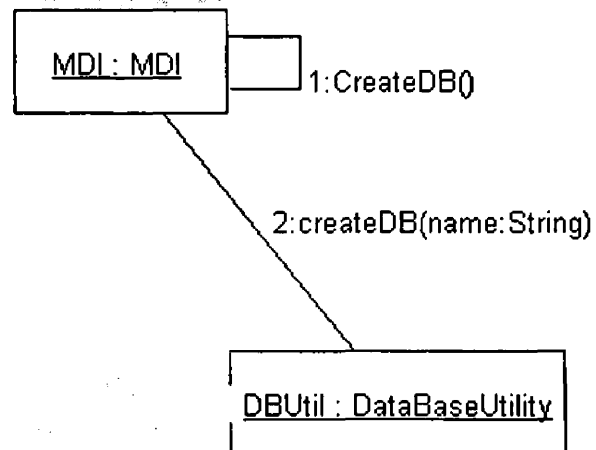 MDI : MDI
1:CreateDB()
2:createDB(name:String)
DBUtil : DataBaseUtility